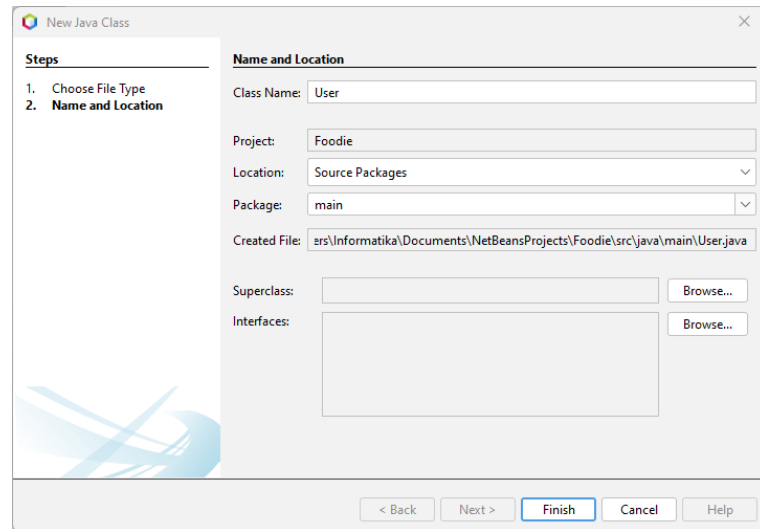 New Java Class
Steps
1. Choose File Type
2. Name and Location
Name and Location
Class Name: User
Project: Foodie
Location: Source Packages
Package: main
Created File: ers\Informatika\Documents\NetBeansProjects\Foodie\src\java\main\User.java
Superclass: Browse...
Interfaces: Browse...
< Back Next > Finish Cancel Help